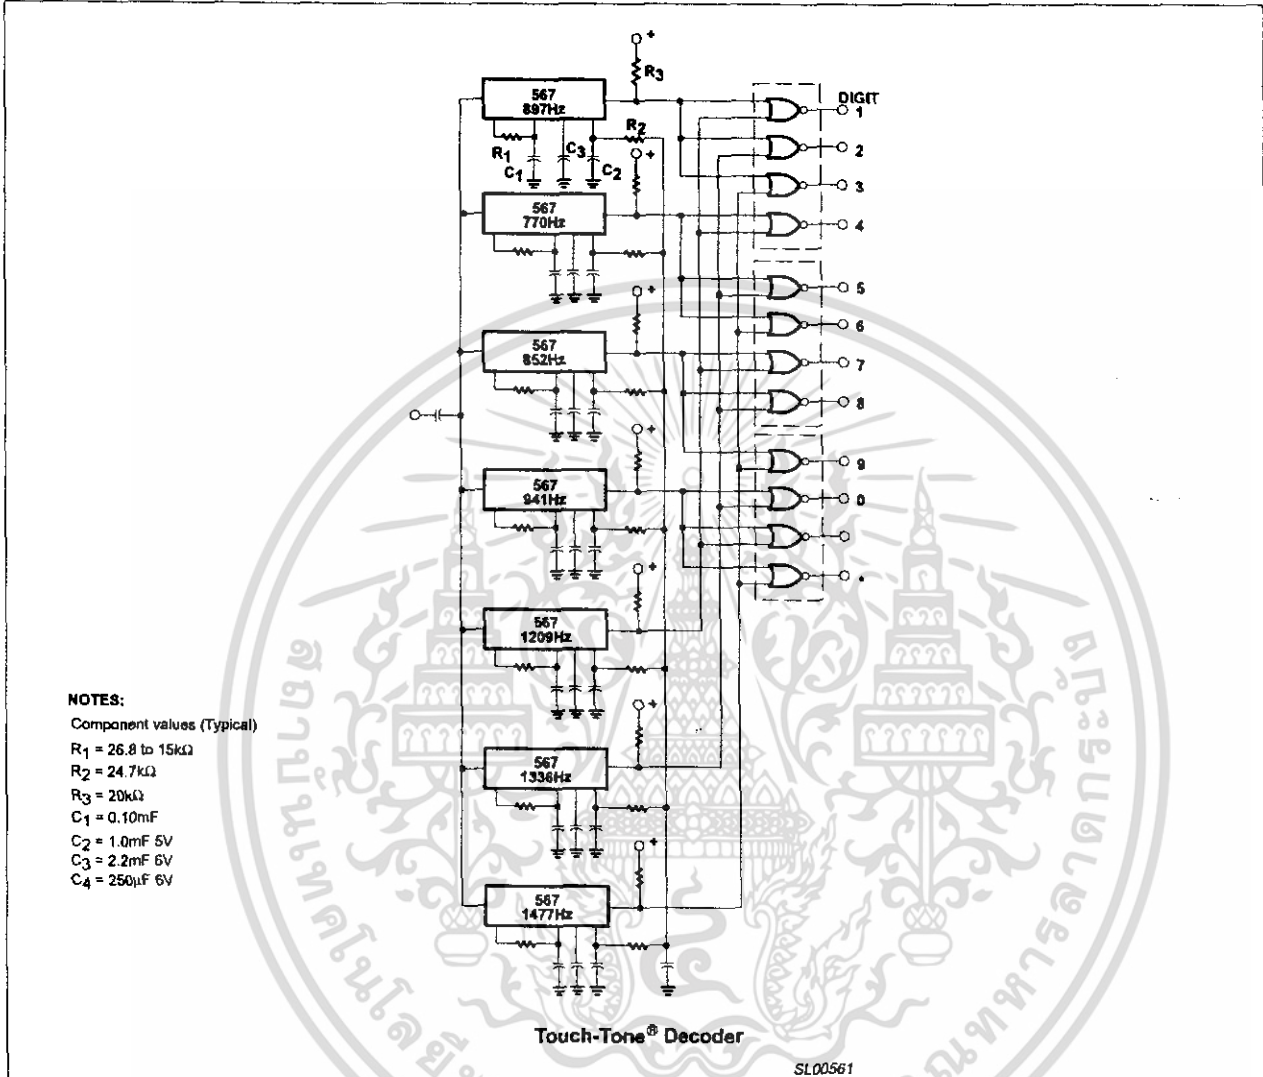 +
R3
567
897Hz
DIGIT
1
R2
+
2
R1
C1
C3
C2
3
567
770Hz
4
+
5
6
567
852Hz
7
8
+
9
567
941Hz
0
+
567
1209Hz
+
567
1336Hz
+
567
1477Hz
NOTES:
Component values (Typical)
R1 = 26.8 to 15kΩ
R2 = 24.7kΩ
R3 = 20kΩ
C1 = 0.10mF
C2 = 1.0mF 5V
C3 = 2.2mF 6V
C4 = 250µF 6V
Touch-Tone® Decoder
SL00561